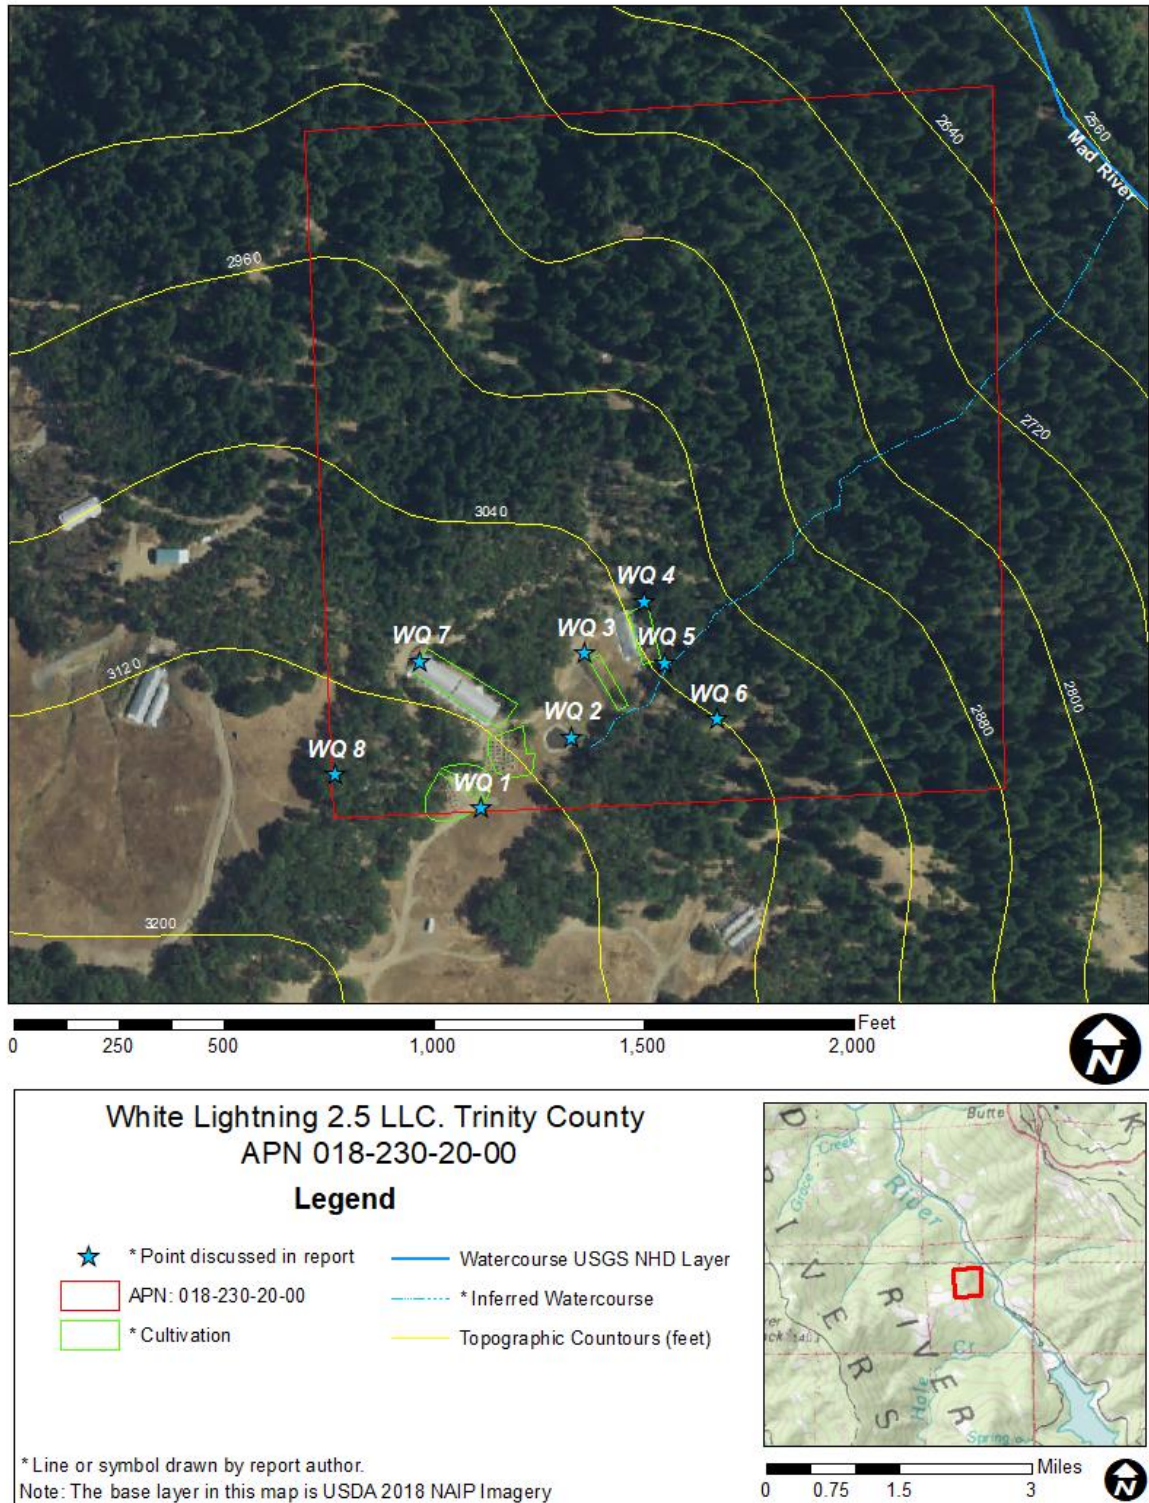 2640
2560
Mad River
2960
2720
3040
WQ 4
WQ 3
WQ 7
WQ 5
3120
WQ 6
2800
2880
WQ 2
WQ 8
WQ 1
3200
Feet
0 250 500 1,000 1,500 2,000
N
White Lightning 2.5 LLC. Trinity County
APN 018-230-20-00
Legend
* Point discussed in report
Watercourse USGS NHD Layer
APN: 018-230-20-00
* Inferred Watercourse
* Cultivation
Topographic Countours (feet)
* Line or symbol drawn by report author.
Note: The base layer in this map is USDA 2018 NAIP Imagery
Butte
Grace Creek
River
D R I V E R S
R I V E R
K
Hale Cr
Spring
Miles
0 0.75 1.5 3
N